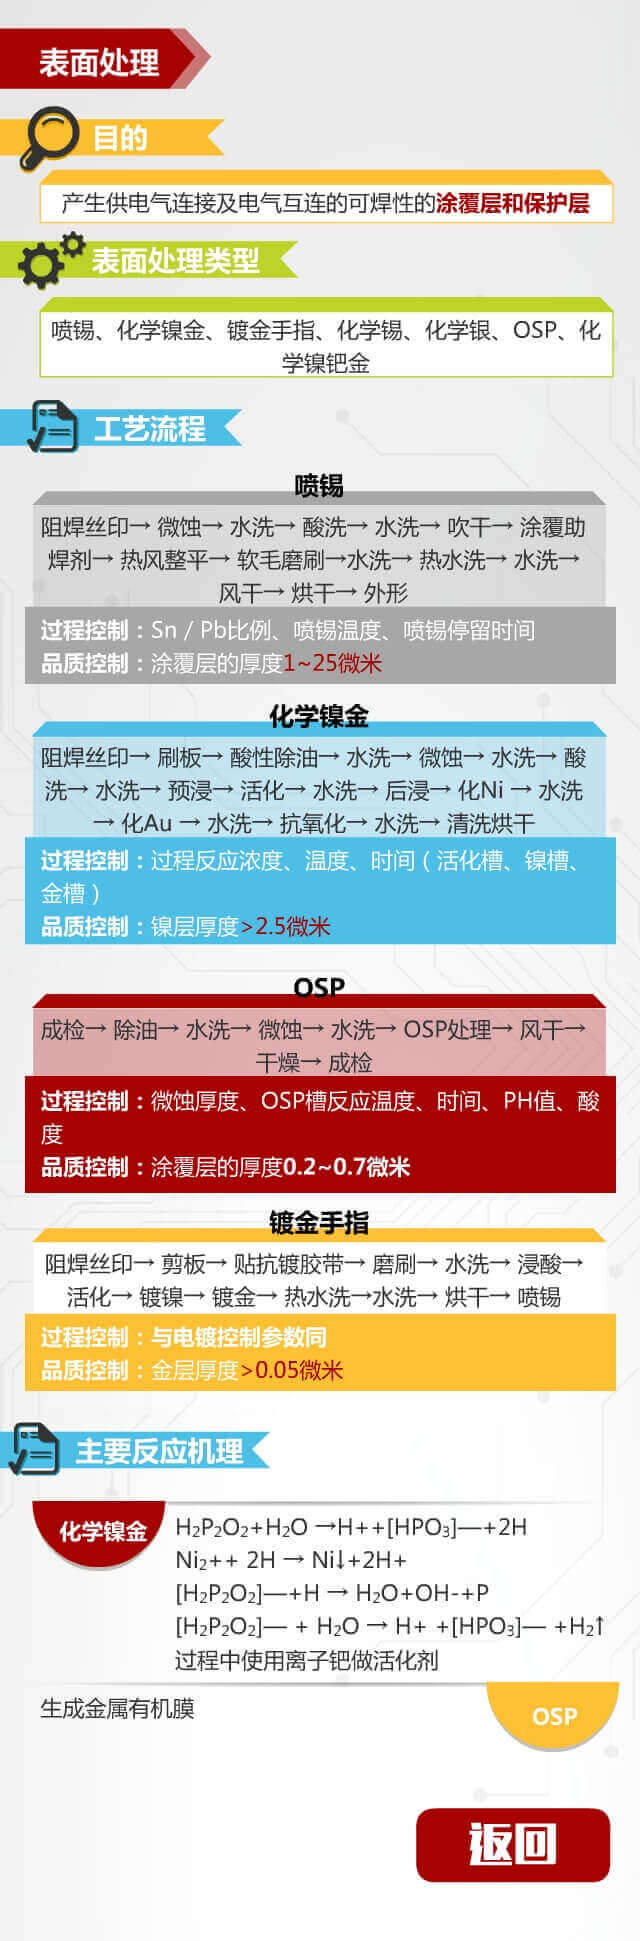 表面处理
目的
产生供电气连接及电气互连的可焊性的涂覆层和保护层
表面处理类型
喷锡、化学镍金、镀金手指、化学锡、化学银、OSP、化
学镍钯金
工艺流程
喷锡
阻焊丝印→ 微蚀→ 水洗→ 酸洗→ 水洗→ 吹干→ 涂覆助
焊剂→ 热风整平→ 软毛磨刷→水洗→ 热水洗→ 水洗→
风干→ 烘干→ 外形
过程控制：Sn / Pb比例、喷锡温度、喷锡停留时间
品质控制：涂覆层的厚度1~25微米
化学镍金
阻焊丝印→ 刷板→ 酸性除油→ 水洗→ 微蚀→ 水洗→ 酸
洗→ 水洗→ 预浸→ 活化→ 水洗→ 后浸→ 化Ni → 水洗
→ 化Au → 水洗→ 抗氧化→ 水洗→ 清洗烘干
过程控制：过程反应浓度、温度、时间（活化槽、镍槽、
金槽）
品质控制：镍层厚度>2.5微米
OSP
成检→ 除油→ 水洗→ 微蚀→ 水洗→ OSP处理→ 风干→
干燥→ 成检
过程控制：微蚀厚度、OSP槽反应温度、时间、PH值、酸
度
品质控制：涂覆层的厚度0.2~0.7微米
镀金手指
阻焊丝印→ 剪板→ 贴抗镀胶带→ 磨刷→ 水洗→ 浸酸→
活化→ 镀镍→ 镀金→ 热水洗→水洗→ 烘干→ 喷锡
过程控制：与电镀控制参数同
品质控制：金层厚度>0.05微米
主要反应机理
化学镍金
H2P2O2+H2O →H++[HPO3]—+2H
Ni2++ 2H → Ni↓+2H+
[H2P2O2]—+H → H2O+OH-+P
[H2P2O2]— + H2O → H+ +[HPO3]— +H2↑
过程中使用离子钯做活化剂
生成金属有机膜
OSP
返回